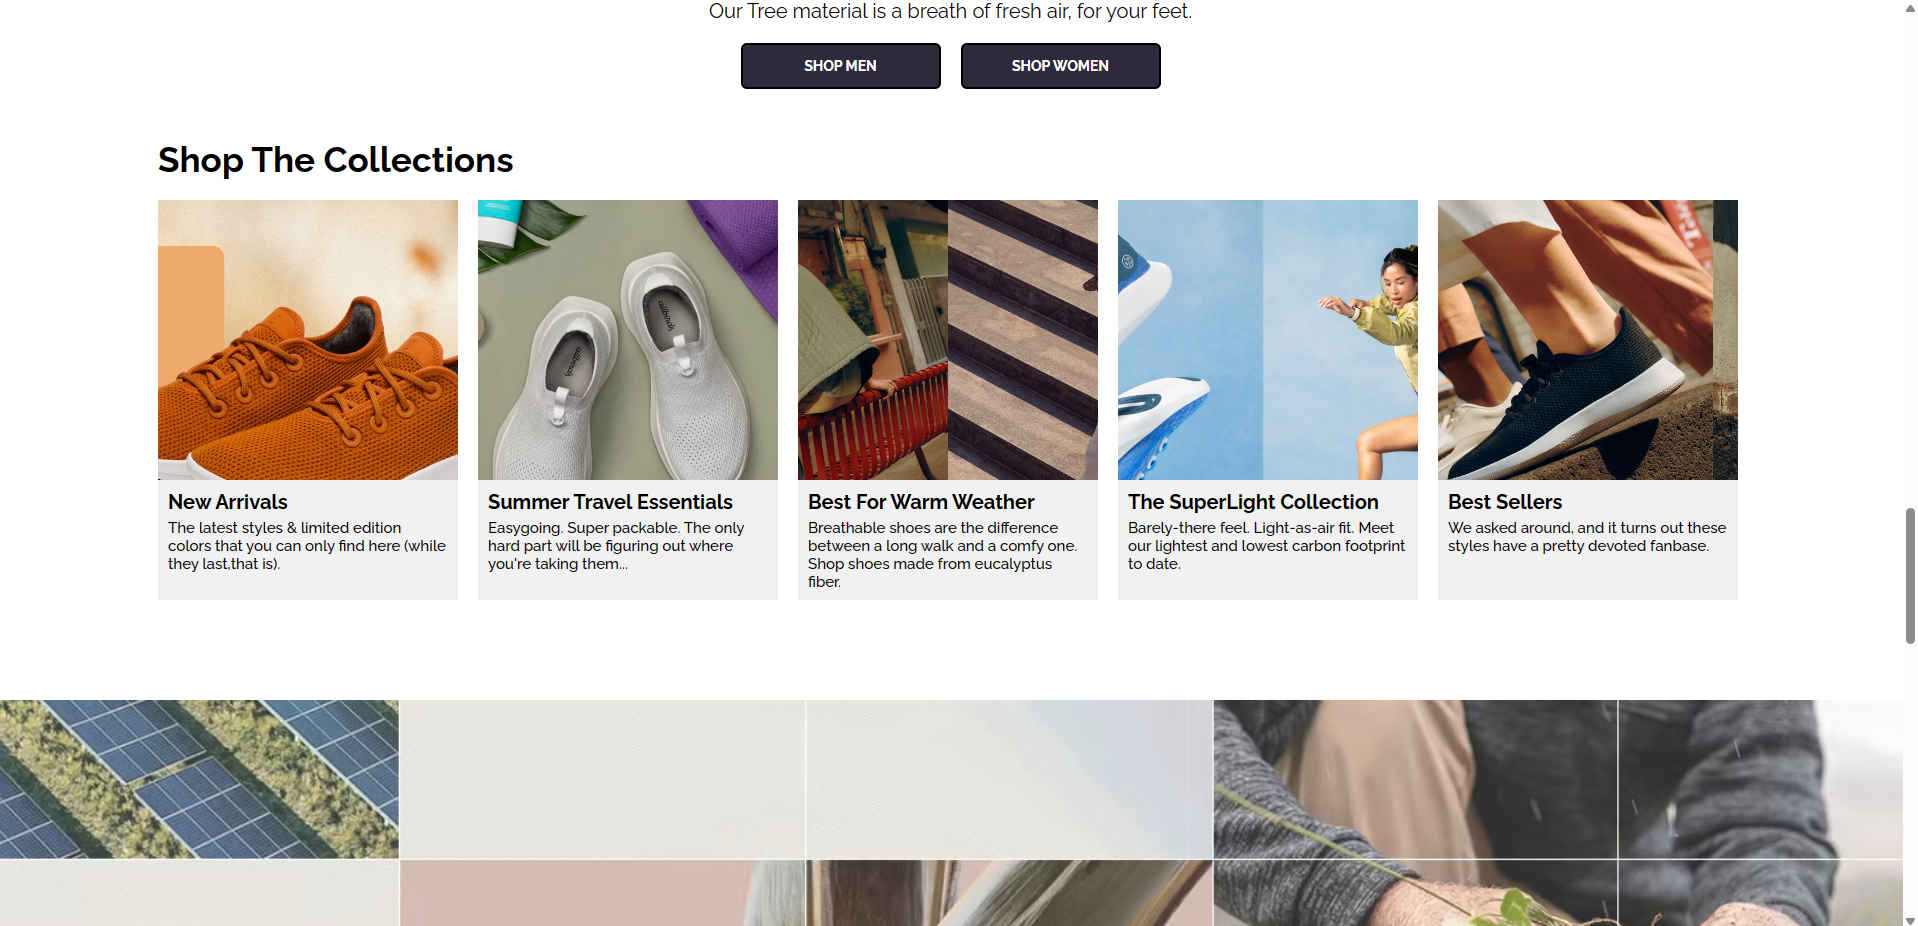 Our Tree material is a breath of fresh air, for your feet.
SHOP MEN
SHOP WOMEN
Shop The Collections
allbirds
allbirds
New Arrivals
The latest styles & limited edition
colors that you can only find here (while
they last,that is).
Summer Travel Essentials
Easygoing. Super packable. The only
hard part will be figuring out where
you're taking them...
Best For Warm Weather
Breathable shoes are the difference
between a long walk and a comfy one.
Shop shoes made from eucalyptus
fiber.
The SuperLight Collection
Barely-there feel. Light-as-air fit. Meet
our lightest and lowest carbon footprint
to date.
Best Sellers
We asked around, and it turns out these
styles have a pretty devoted fanbase.